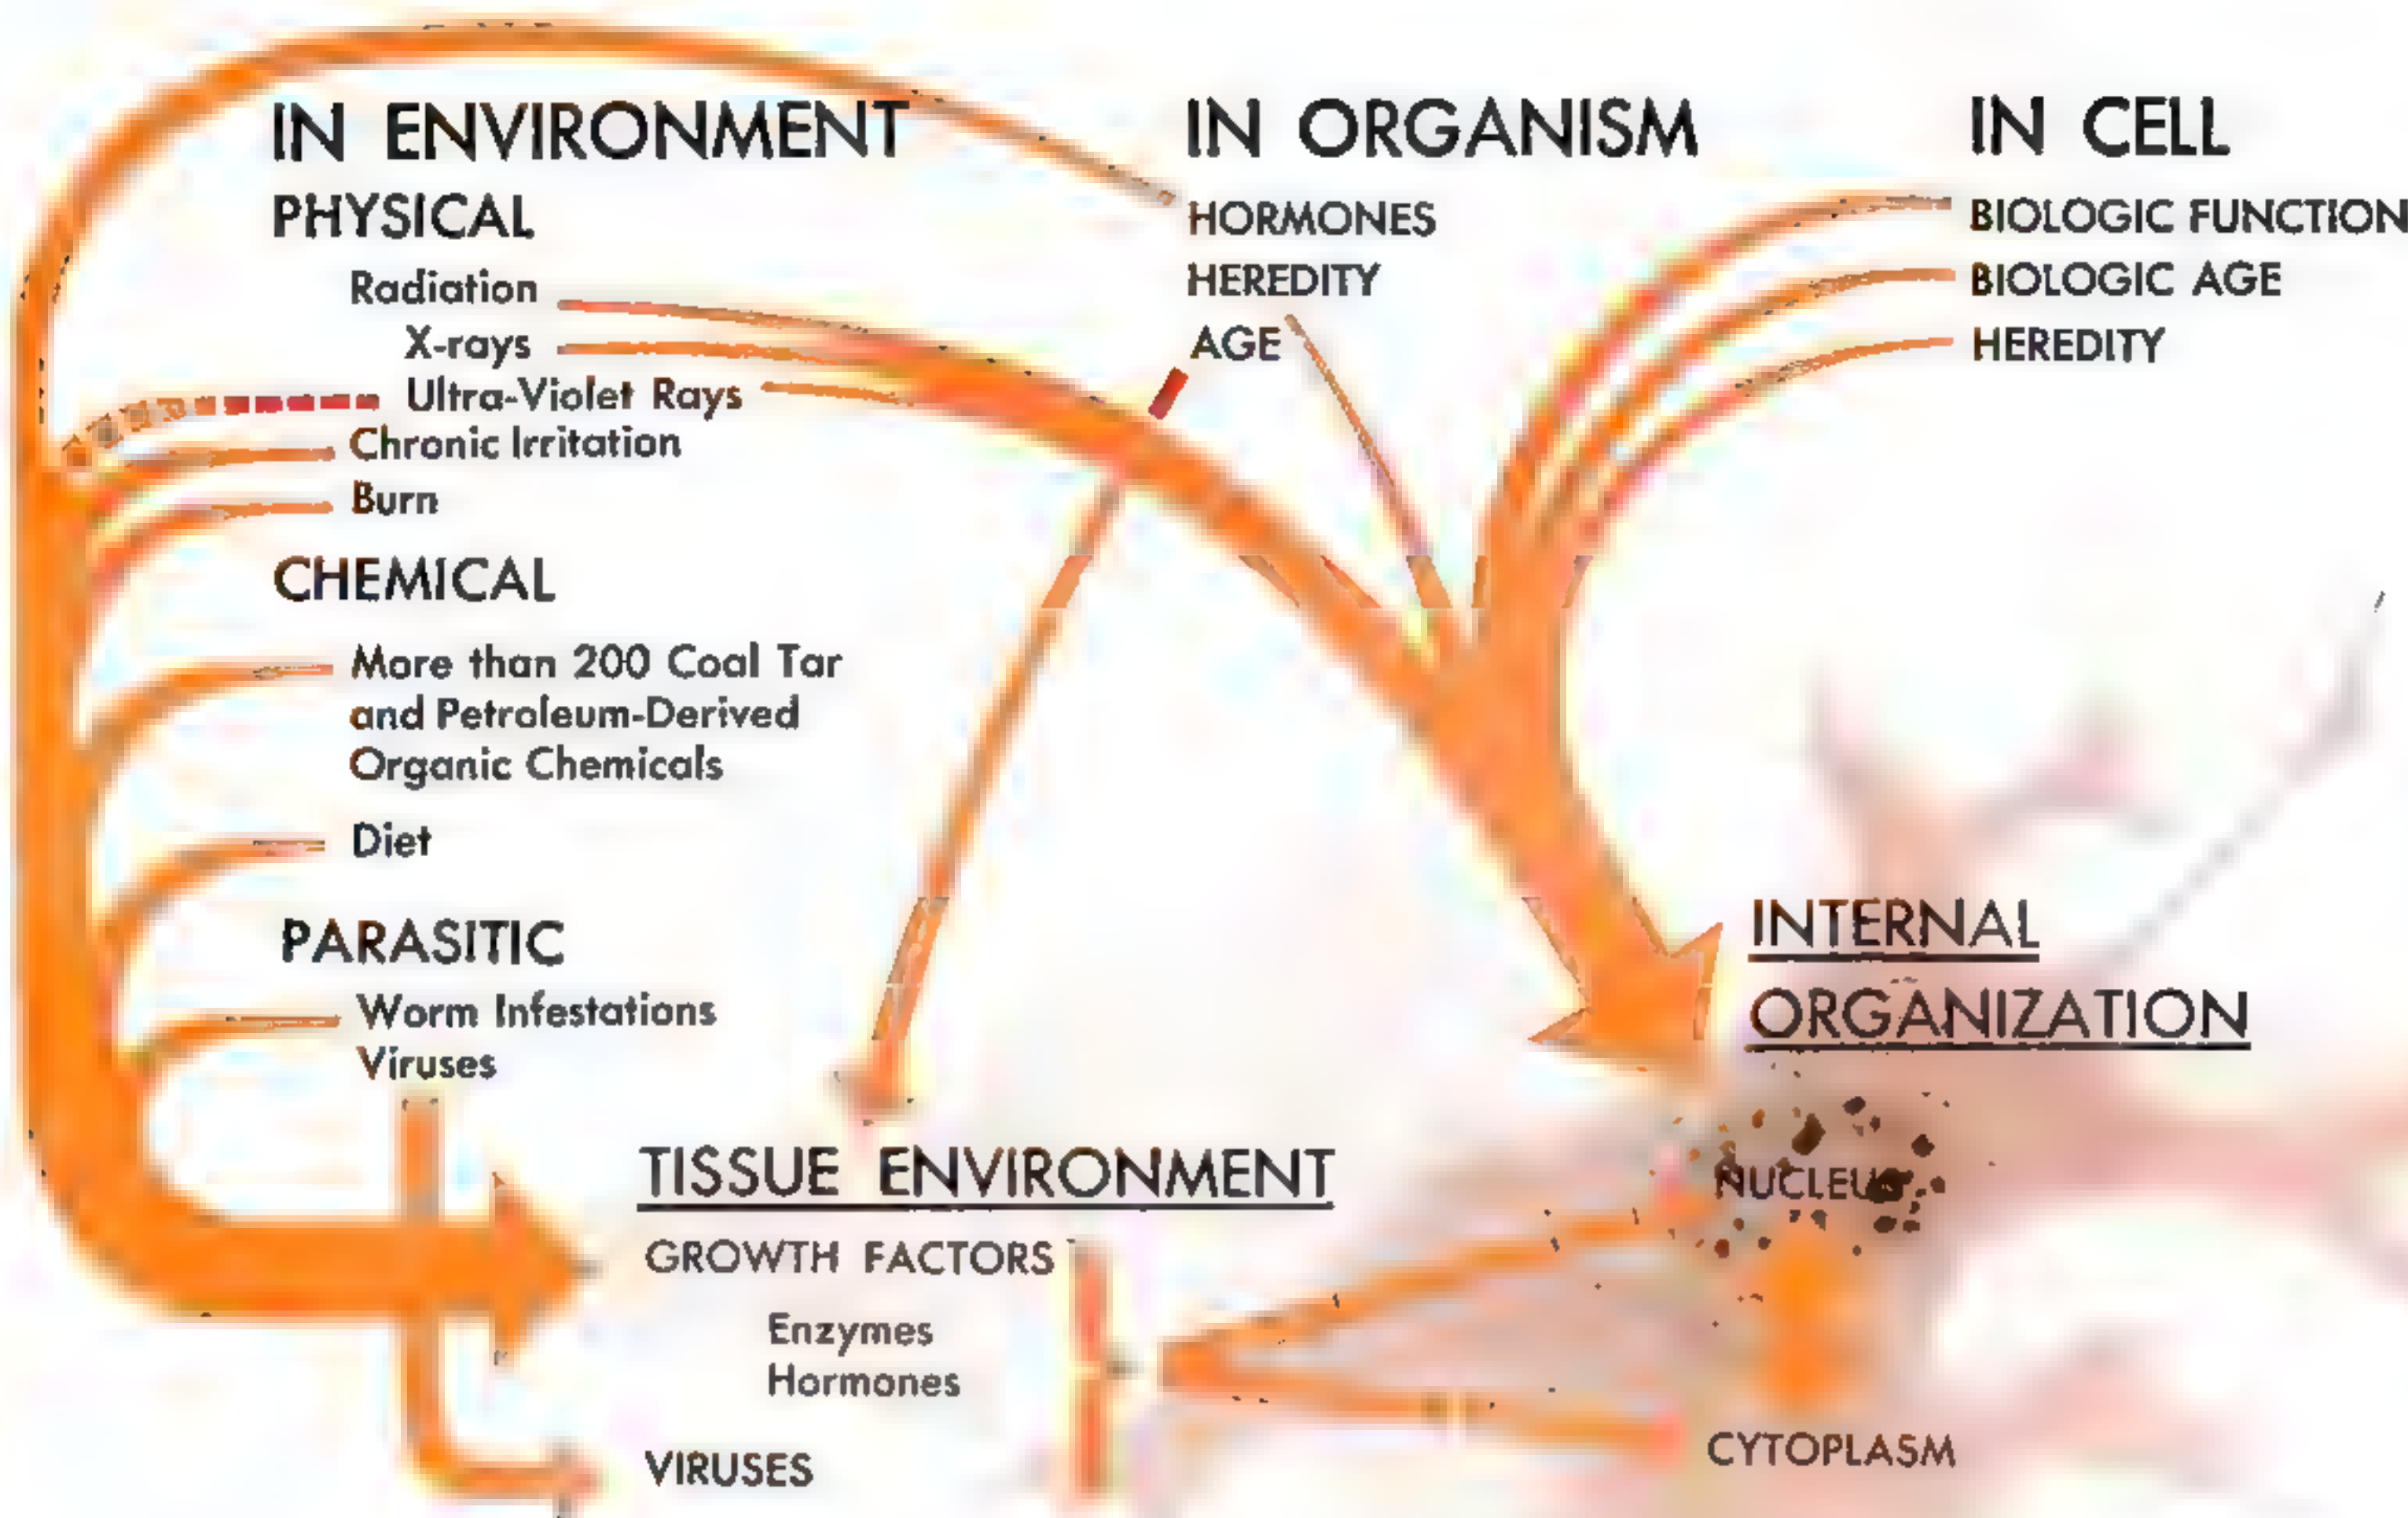 IN ENVIRONMENT
PHYSICAL
Radiation
X-rays
Ultra-Violet Rays
Chronic Irritation
Burn
CHEMICAL
More than 200 Coal Tar
and Petroleum-Derived
Organic Chemicals
Diet
PARASITIC
Worm Infestations
Viruses
IN ORGANISM
HORMONES
HEREDITY
AGE
IN CELL
BIOLOGIC FUNCTION
BIOLOGIC AGE
HEREDITY
INTERNAL
ORGANIZATION
NUCLEUS
CYTOPLASM
TISSUE ENVIRONMENT
GROWTH FACTORS
Enzymes
Hormones
VIRUSES